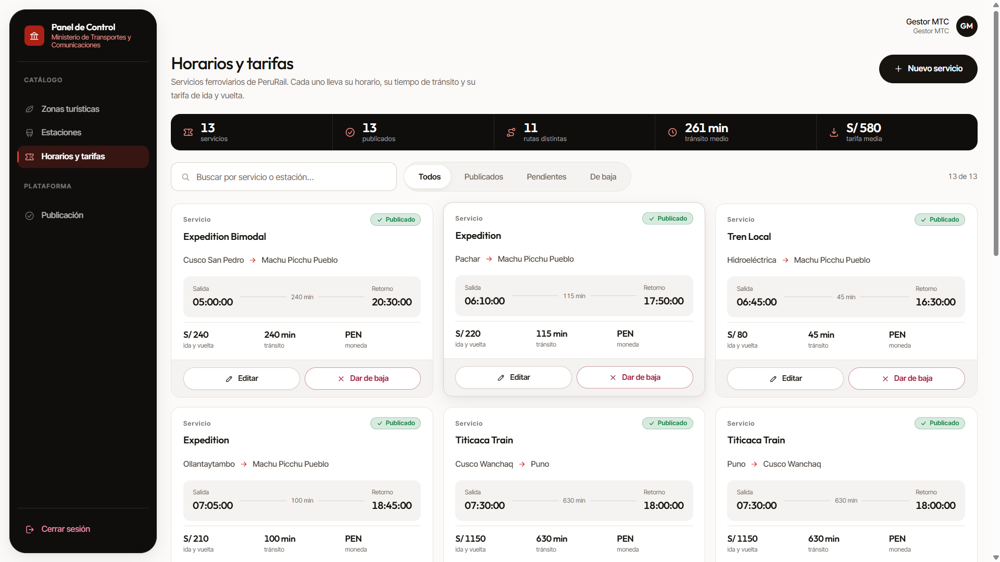 Panel de Control
Ministerio de Transportes y
Comunicaciones
CATÁLOGO
Zonas turísticas
Estaciones
Horarios y tarifas
PLATAFORMA
Publicación
Cerrar sesión
Gestor MTC
Gestor MTC
GM
Horarios y tarifas
Servicios ferroviarios de PeruRail. Cada uno lleva su horario, su tiempo de tránsito y su
tarifa de ida y vuelta.
Nuevo servicio
13
servicios
13
publicados
11
rutas distintas
261 min
tránsito medio
S/ 580
tarifa media
Buscar por servicio o estación...
Todos
Publicados
Pendientes
De baja
13 de 13
Servicio
Publicado
Expedition Bimodal
Cusco San Pedro → Machu Picchu Pueblo
Salida
05:00:00
240 min
Retorno
20:30:00
S/ 240
ida y vuelta
240 min
tránsito
PEN
moneda
Editar
Dar de baja
Servicio
Publicado
Expedition
Pachar → Machu Picchu Pueblo
Salida
06:10:00
115 min
Retorno
17:50:00
S/ 220
ida y vuelta
115 min
tránsito
PEN
moneda
Editar
Dar de baja
Servicio
Publicado
Tren Local
Hidroeléctrica → Machu Picchu Pueblo
Salida
06:45:00
45 min
Retorno
16:30:00
S/ 80
ida y vuelta
45 min
tránsito
PEN
moneda
Editar
Dar de baja
Servicio
Publicado
Expedition
Ollantaytambo → Machu Picchu Pueblo
Salida
07:05:00
100 min
Retorno
18:45:00
S/ 210
ida y vuelta
100 min
tránsito
PEN
moneda
Servicio
Publicado
Titicaca Train
Cusco Wanchaq → Puno
Salida
07:30:00
630 min
Retorno
18:00:00
S/ 1150
ida y vuelta
630 min
tránsito
PEN
moneda
Servicio
Publicado
Titicaca Train
Puno → Cusco Wanchaq
Salida
07:30:00
630 min
Retorno
18:00:00
S/ 1150
ida y vuelta
630 min
tránsito
PEN
moneda